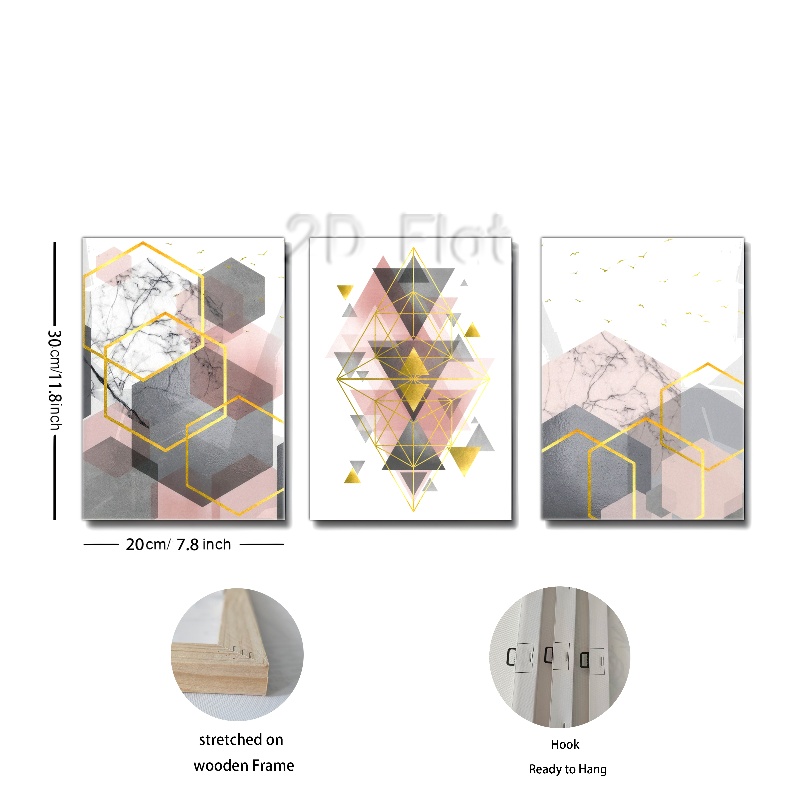 2D Flat
30cm/11.8inch
20cm/ 7.8 inch
stretched on
wooden Frame
Hook
Ready to Hang